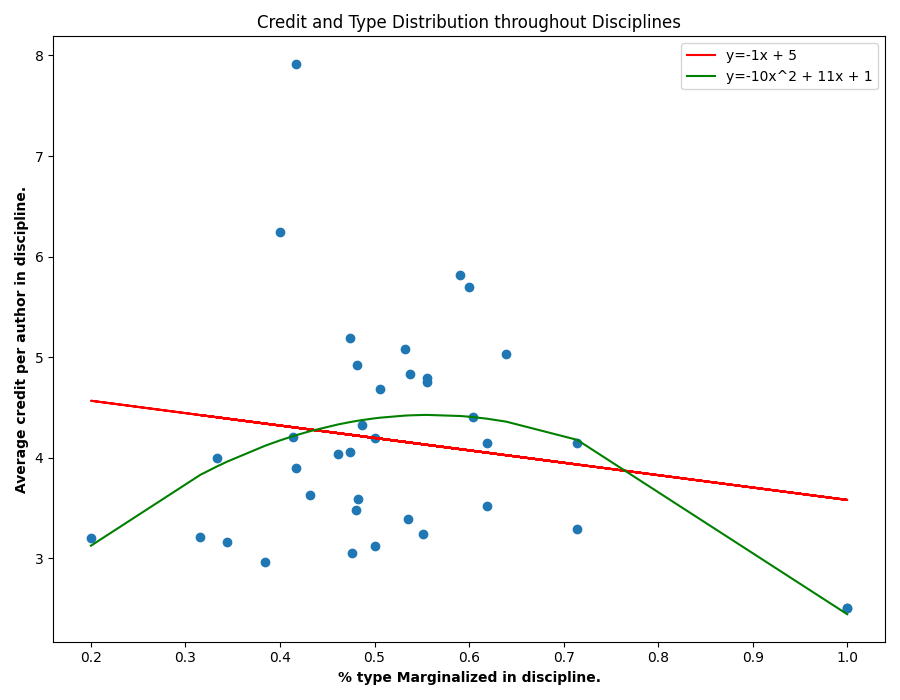 Credit and Type Distribution throughout Disciplines
y=-1x + 5
y=-10x^2 + 11x + 1
Average credit per author in discipline.
8
7
6
5
4
3
0.2 0.3 0.4 0.5 0.6 0.7 0.8 0.9 1.0
% type Marginalized in discipline.